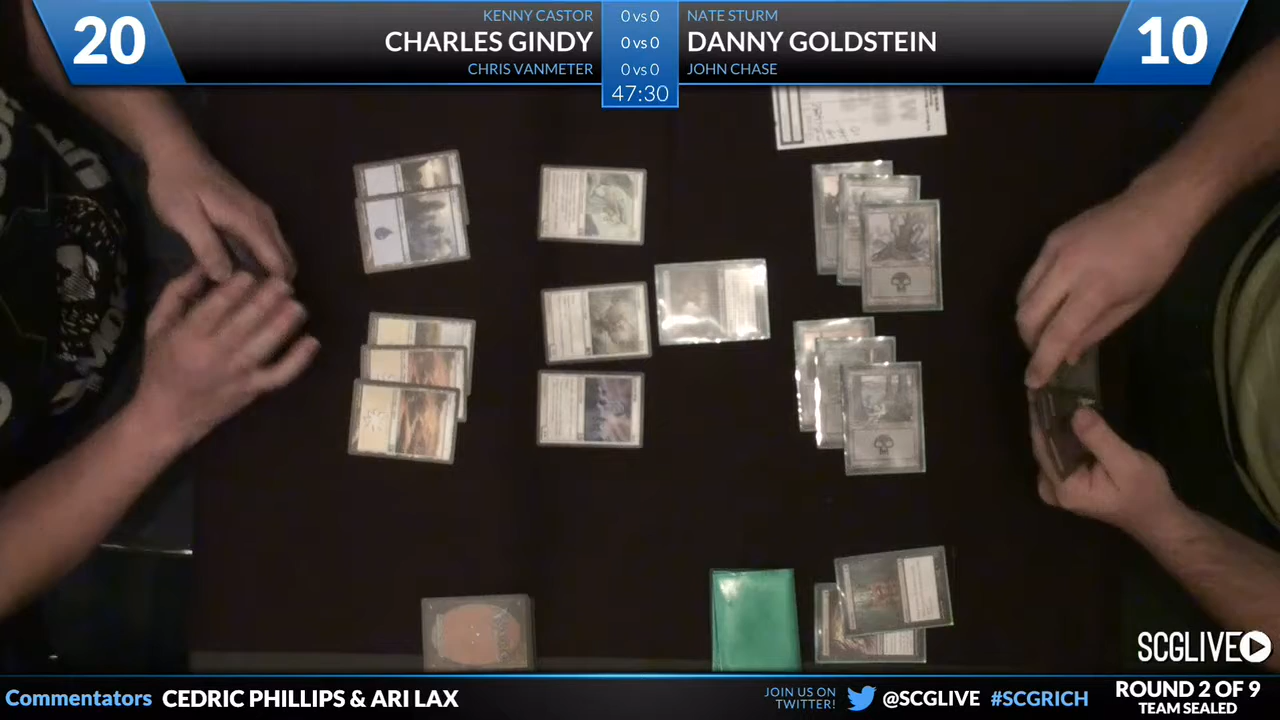 20
KENNY CASTOR
0 vs 0
NATE STURM
10
CHARLES GINDY
0 vs 0
DANNY GOLDSTEIN
CHRIS VANMETER
0 vs 0
JOHN CHASE
47:30
SCGLIVE
Commentators CEDRIC PHILLIPS & ARI LAX
JOIN US ON
TWITTER!
@SCGLIVE #SCGRICH
ROUND 2 OF 9
TEAM SEALED